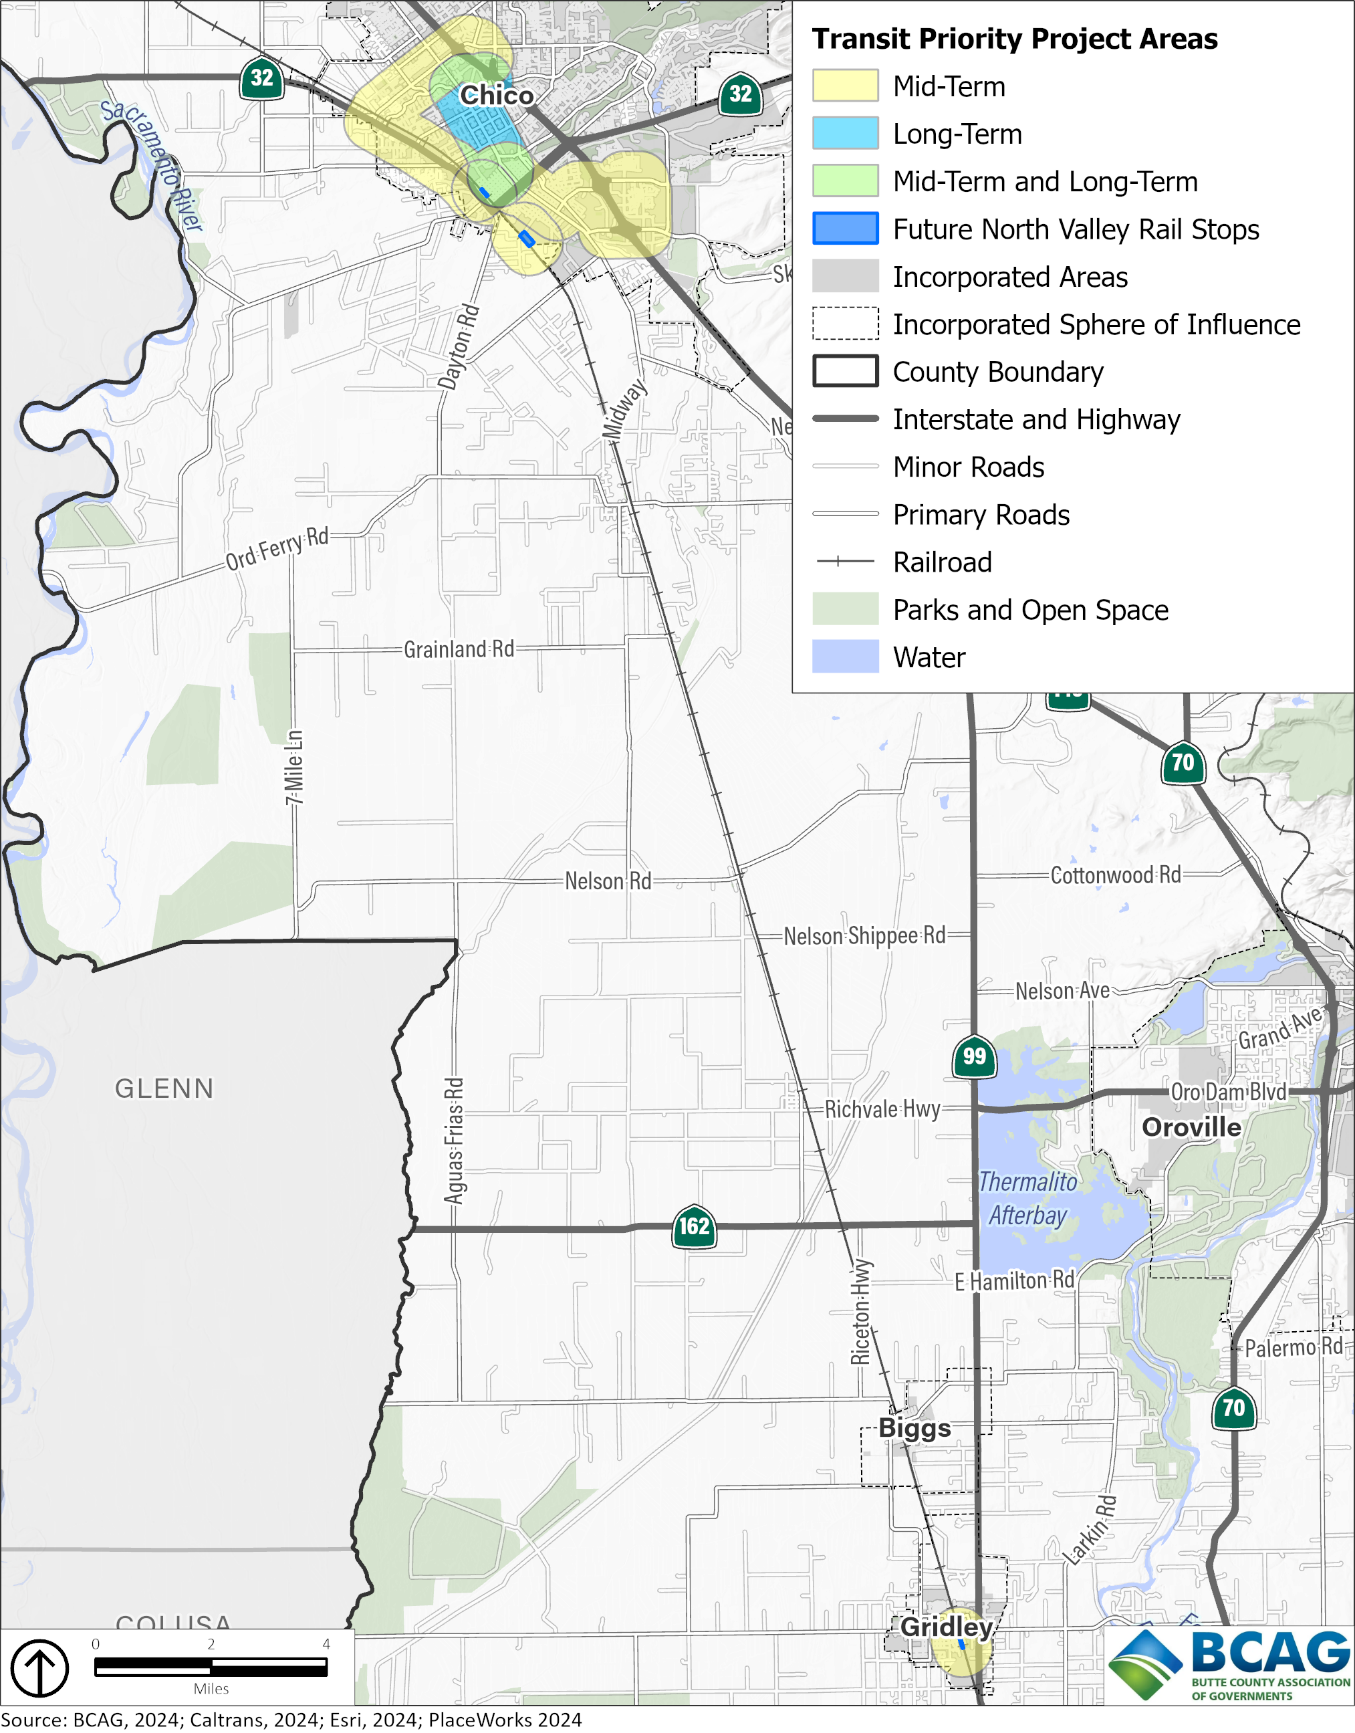 Transit Priority Project Areas
Mid-Term
Long-Term
Mid-Term and Long-Term
Future North Valley Rail Stops
Incorporated Areas
Incorporated Sphere of Influence
County Boundary
Interstate and Highway
Minor Roads
Primary Roads
Railroad
Parks and Open Space
Water
32
Chico
32
Sacramento River
Sk
Dayton Rd
Midway
Ne
Ord Ferry Rd
Grainland Rd
7 Mile Ln
70
Nelson Rd
Cottonwood Rd
Nelson Shippee Rd
Nelson Ave
Grand Ave
99
GLENN
Aguas Frias Rd
Richvale Hwy
Oro Dam Blvd
Oroville
Thermalito
Afterbay
162
E Hamilton Rd
Riceton Hwy
Palermo Rd
70
Biggs
Larkin Rd
Gridley
COLUSA
0 2 4
Miles
BCAG
BUTTE COUNTY ASSOCIATION
OF GOVERNMENTS
Source: BCAG, 2024; Caltrans, 2024; Esri, 2024; PlaceWorks 2024